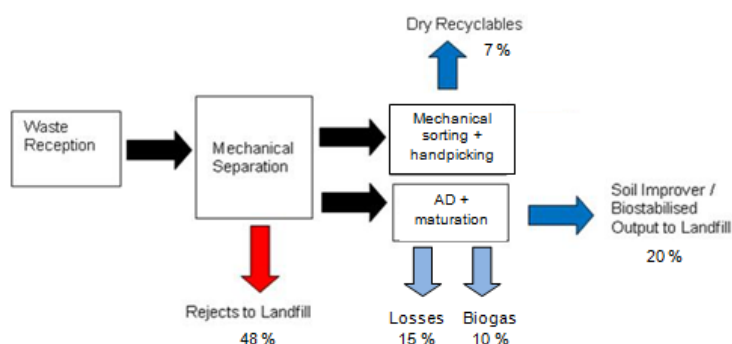 Dry Recyclables
7 %
Waste
Reception
Mechanical
Separation
Mechanical
sorting +
handpicking
AD +
maturation
Soil Improver /
Biostabilised
Output to Landfill
20 %
Rejects to Landfill
48 %
Losses
15 %
Biogas
10 %